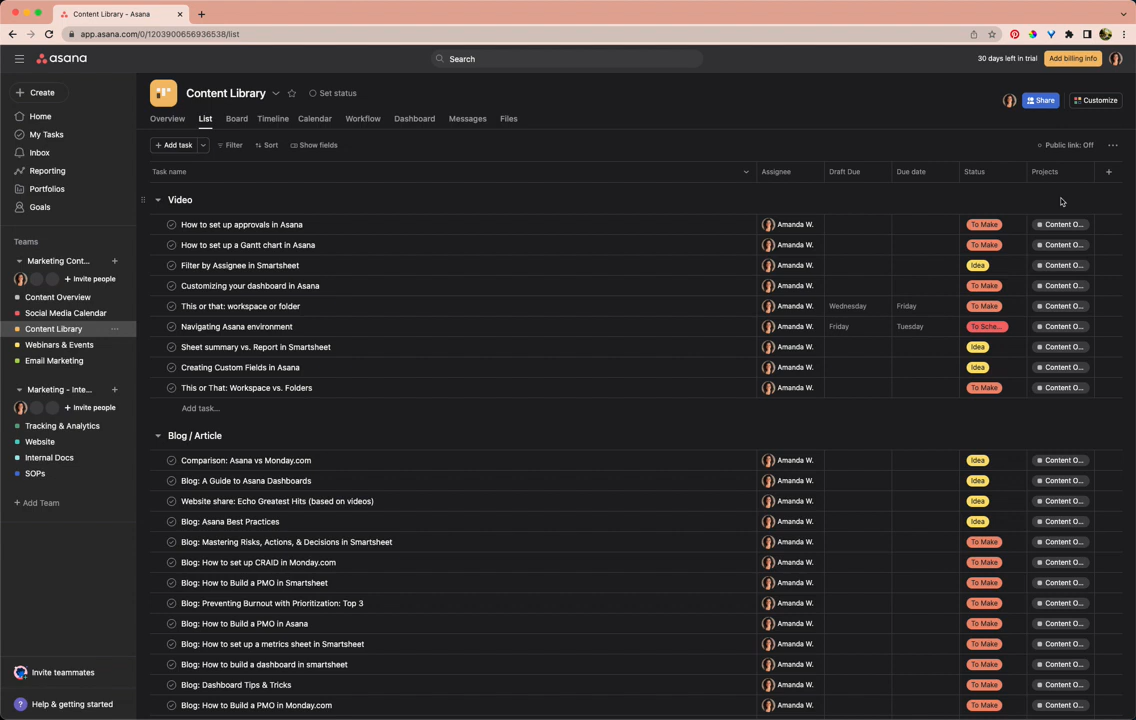 Content Library - Asana
app.asana.com/0/1203900656936538/list
asana
Search
30 days left in trial
Add billing info
Create
Home
My Tasks
Inbox
Reporting
Portfolios
Goals
Teams
Marketing Cont...
Invite people
Content Overview
Social Media Calendar
Content Library
Webinars & Events
Email Marketing
Marketing - Inte...
Invite people
Tracking & Analytics
Website
Internal Docs
SOPs
+ Add Team
Invite teammates
? Help & getting started
Content Library
Set status
Share
Customize
Overview List Board Timeline Calendar Workflow Dashboard Messages Files
+ Add task Filter Sort Show fields Public link: Off
Task name Assignee Draft Due Due date Status Projects
Video
How to set up approvals in Asana Amanda W. To Make Content O...
How to set up a Gantt chart in Asana Amanda W. To Make Content O...
Filter by Assignee in Smartsheet Amanda W. Idea Content O...
Customizing your dashboard in Asana Amanda W. To Make Content O...
This or that: workspace or folder Amanda W. Wednesday Friday To Make Content O...
Navigating Asana environment Amanda W. Friday Tuesday To Sche... Content O...
Sheet summary vs. Report in Smartsheet Amanda W. Idea Content O...
Creating Custom Fields in Asana Amanda W. Idea Content O...
This or That: Workspace vs. Folders Amanda W. To Make Content O...
Add task...
Blog / Article
Comparison: Asana vs Monday.com Amanda W. Idea Content O...
Blog: A Guide to Asana Dashboards Amanda W. Idea Content O...
Website share: Echo Greatest Hits (based on videos) Amanda W. Idea Content O...
Blog: Asana Best Practices Amanda W. Idea Content O...
Blog: Mastering Risks, Actions, & Decisions in Smartsheet Amanda W. To Make Content O...
Blog: How to set up CRAID in Monday.com Amanda W. To Make Content O...
Blog: How to Build a PMO in Smartsheet Amanda W. To Make Content O...
Blog: Preventing Burnout with Prioritization: Top 3 Amanda W. To Make Content O...
Blog: How to Build a PMO in Asana Amanda W. To Make Content O...
Blog: How to set up a metrics sheet in Smartsheet Amanda W. To Make Content O...
Blog: How to build a dashboard in smartsheet Amanda W. To Make Content O...
Blog: Dashboard Tips & Tricks Amanda W. To Make Content O...
Blog: How to Build a PMO in Monday.com Amanda W. To Make Content O...